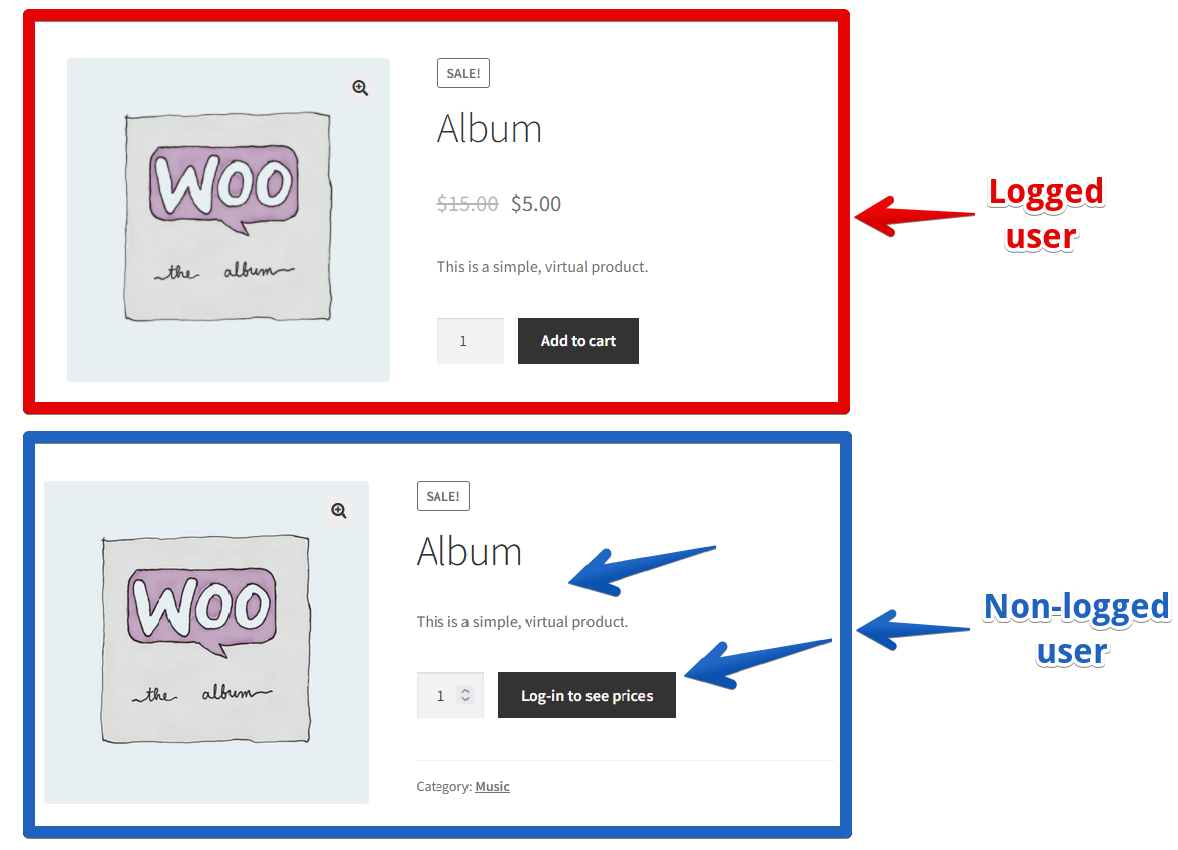 SALE!
Album
WOO
$15.00 $5.00
the album
This is a simple, virtual product.
1 Add to cart
Logged
user
SALE!
Album
WOO
This is a simple, virtual product.
the album
1 Log-in to see prices
Category: Music
Non-logged
user